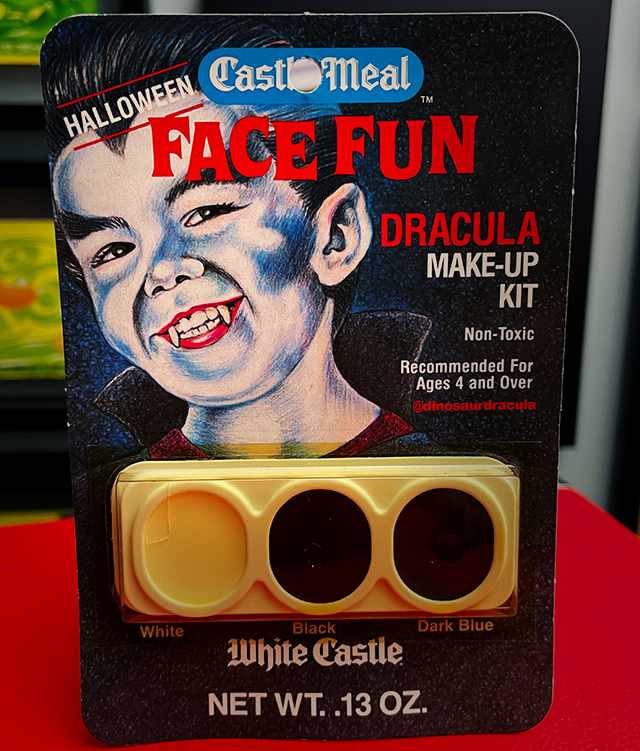 Castle Meal
TM
HALLOWEEN
FACE FUN
DRACULA
MAKE-UP
KIT
Non-Toxic
Recommended For
Ages 4 and Over
@dinosaurdracula
White
Black
Dark Blue
White Castle
NET WT. .13 OZ.